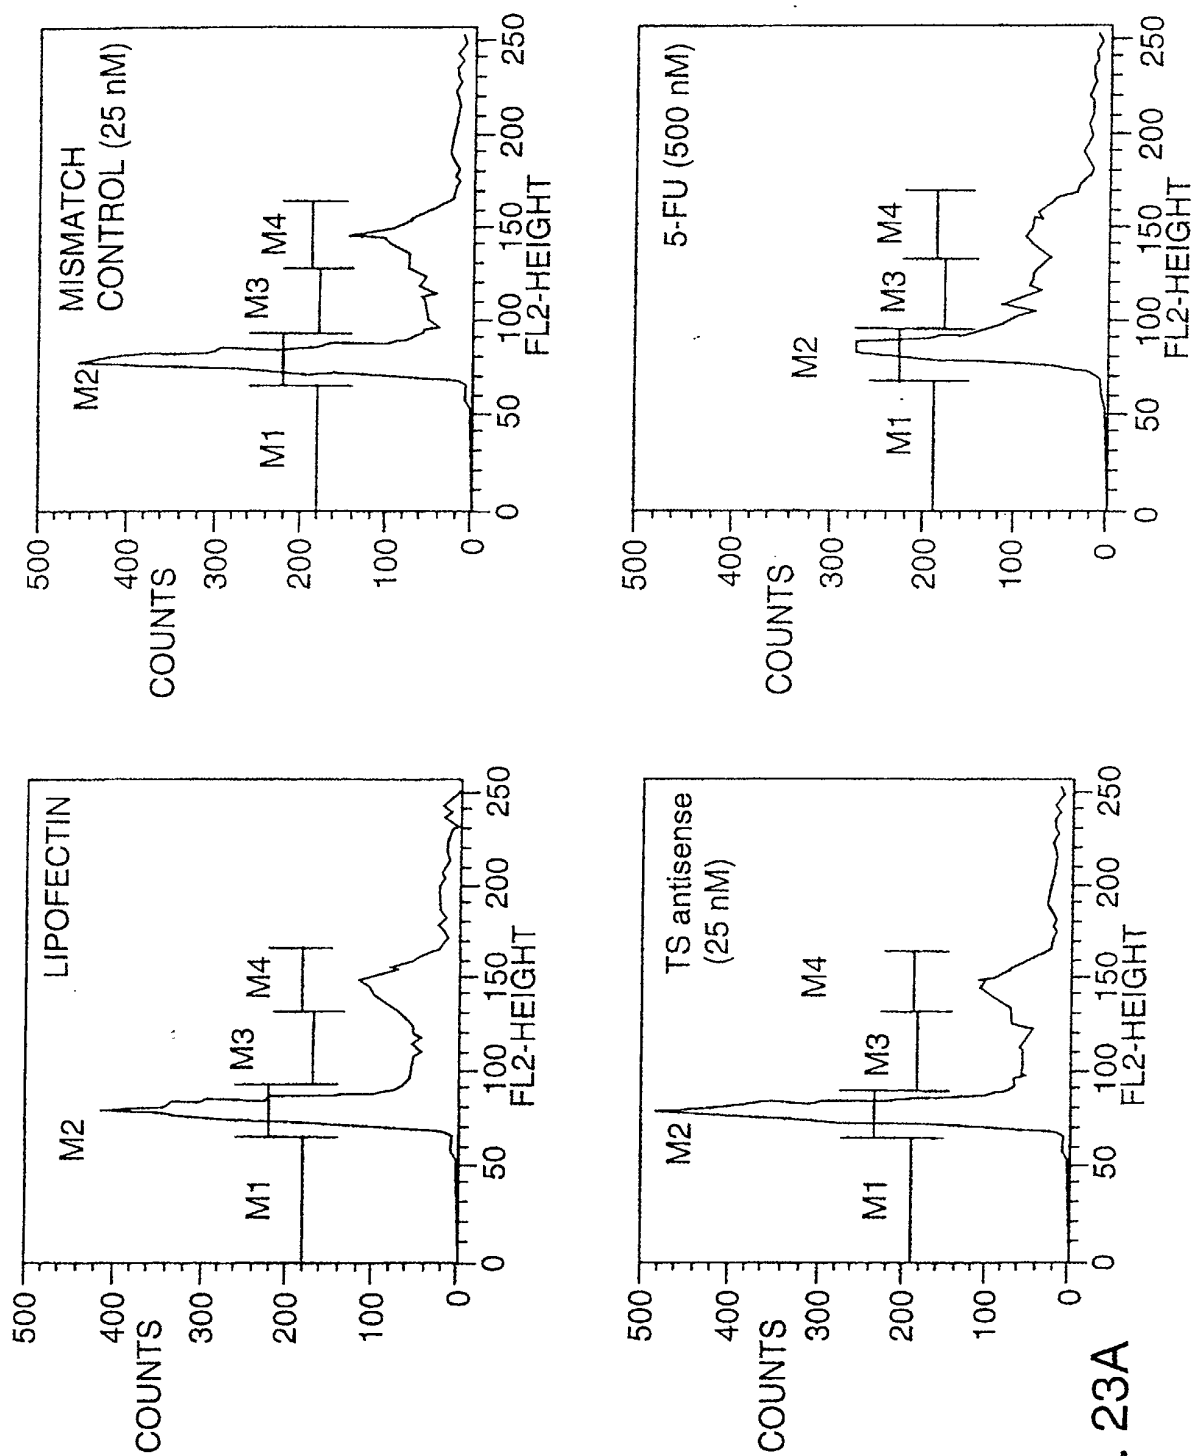 LIPOFECTIN
500
400
300
200
100
0
COUNTS
M1
M2
M3
M4
0 50 100 150 200 250
FL2-HEIGHT
MISMATCH
CONTROL (25 nM)
500
400
300
200
100
0
COUNTS
M1
M2
M3
M4
0 50 100 150 200 250
FL2-HEIGHT
TS antisense
(25 nM)
500
400
300
200
100
0
COUNTS
M1
M2
M3
M4
0 50 100 150 200 250
FL2-HEIGHT
5-FU (500 nM)
500
400
300
200
100
0
COUNTS
M1
M2
M3
M4
0 50 100 150 200 250
FL2-HEIGHT
. 23A